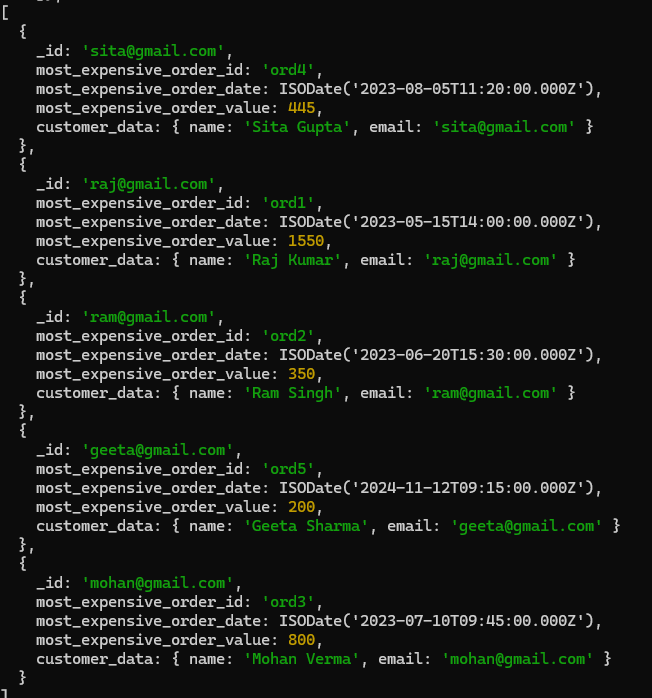 [
  {
    _id: 'sita@gmail.com',
    most_expensive_order_id: 'ord4',
    most_expensive_order_date: ISODate('2023-08-05T11:20:00.000Z'),
    most_expensive_order_value: 445,
    customer_data: { name: 'Sita Gupta', email: 'sita@gmail.com' }
  },
  {
    _id: 'raj@gmail.com',
    most_expensive_order_id: 'ord1',
    most_expensive_order_date: ISODate('2023-05-15T14:00:00.000Z'),
    most_expensive_order_value: 1550,
    customer_data: { name: 'Raj Kumar', email: 'raj@gmail.com' }
  },
  {
    _id: 'ram@gmail.com',
    most_expensive_order_id: 'ord2',
    most_expensive_order_date: ISODate('2023-06-20T15:30:00.000Z'),
    most_expensive_order_value: 350,
    customer_data: { name: 'Ram Singh', email: 'ram@gmail.com' }
  },
  {
    _id: 'geeta@gmail.com',
    most_expensive_order_id: 'ord5',
    most_expensive_order_date: ISODate('2024-11-12T09:15:00.000Z'),
    most_expensive_order_value: 200,
    customer_data: { name: 'Geeta Sharma', email: 'geeta@gmail.com' }
  },
  {
    _id: 'mohan@gmail.com',
    most_expensive_order_id: 'ord3',
    most_expensive_order_date: ISODate('2023-07-10T09:45:00.000Z'),
    most_expensive_order_value: 800,
    customer_data: { name: 'Mohan Verma', email: 'mohan@gmail.com' }
  }
]